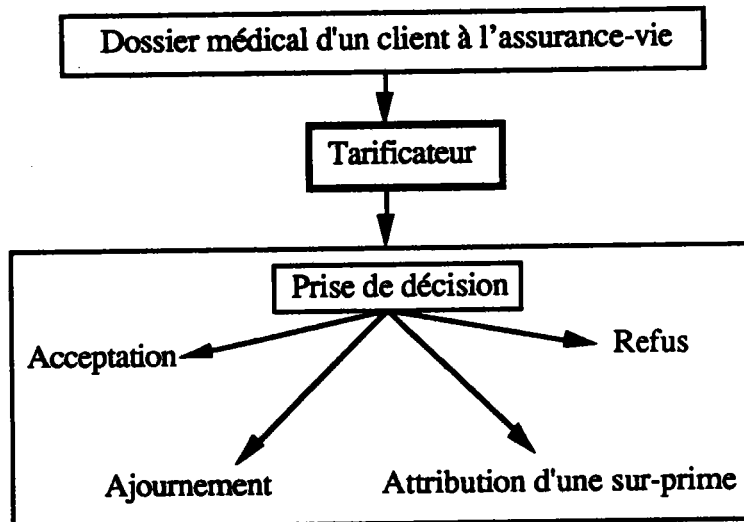 Dossier médical d'un client à l'assurance-vie
Tarificateur
Prise de décision
Acceptation
Refus
Ajournement
Attribution d'une sur-prime